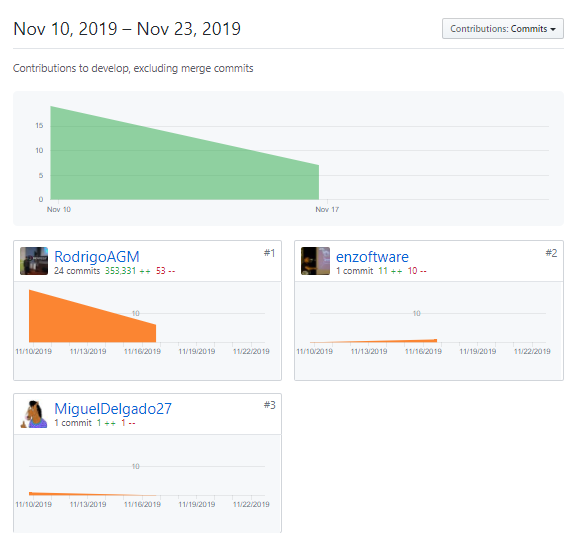 Nov 10, 2019 – Nov 23, 2019
Contributions: Commits
Contributions to develop, excluding merge commits
15
10
5
0
Nov 10 Nov 17
RodrigoAGM #1
24 commits 353,331 ++ 53 --
10
11/10/2019 11/13/2019 11/16/2019 11/19/2019 11/22/2019
enzoftware #2
1 commit 11 ++ 10 --
10
11/10/2019 11/13/2019 11/16/2019 11/19/2019 11/22/2019
MiguelDelgado27 #3
1 commit 1 ++ 1 --
10
11/10/2019 11/13/2019 11/16/2019 11/19/2019 11/22/2019